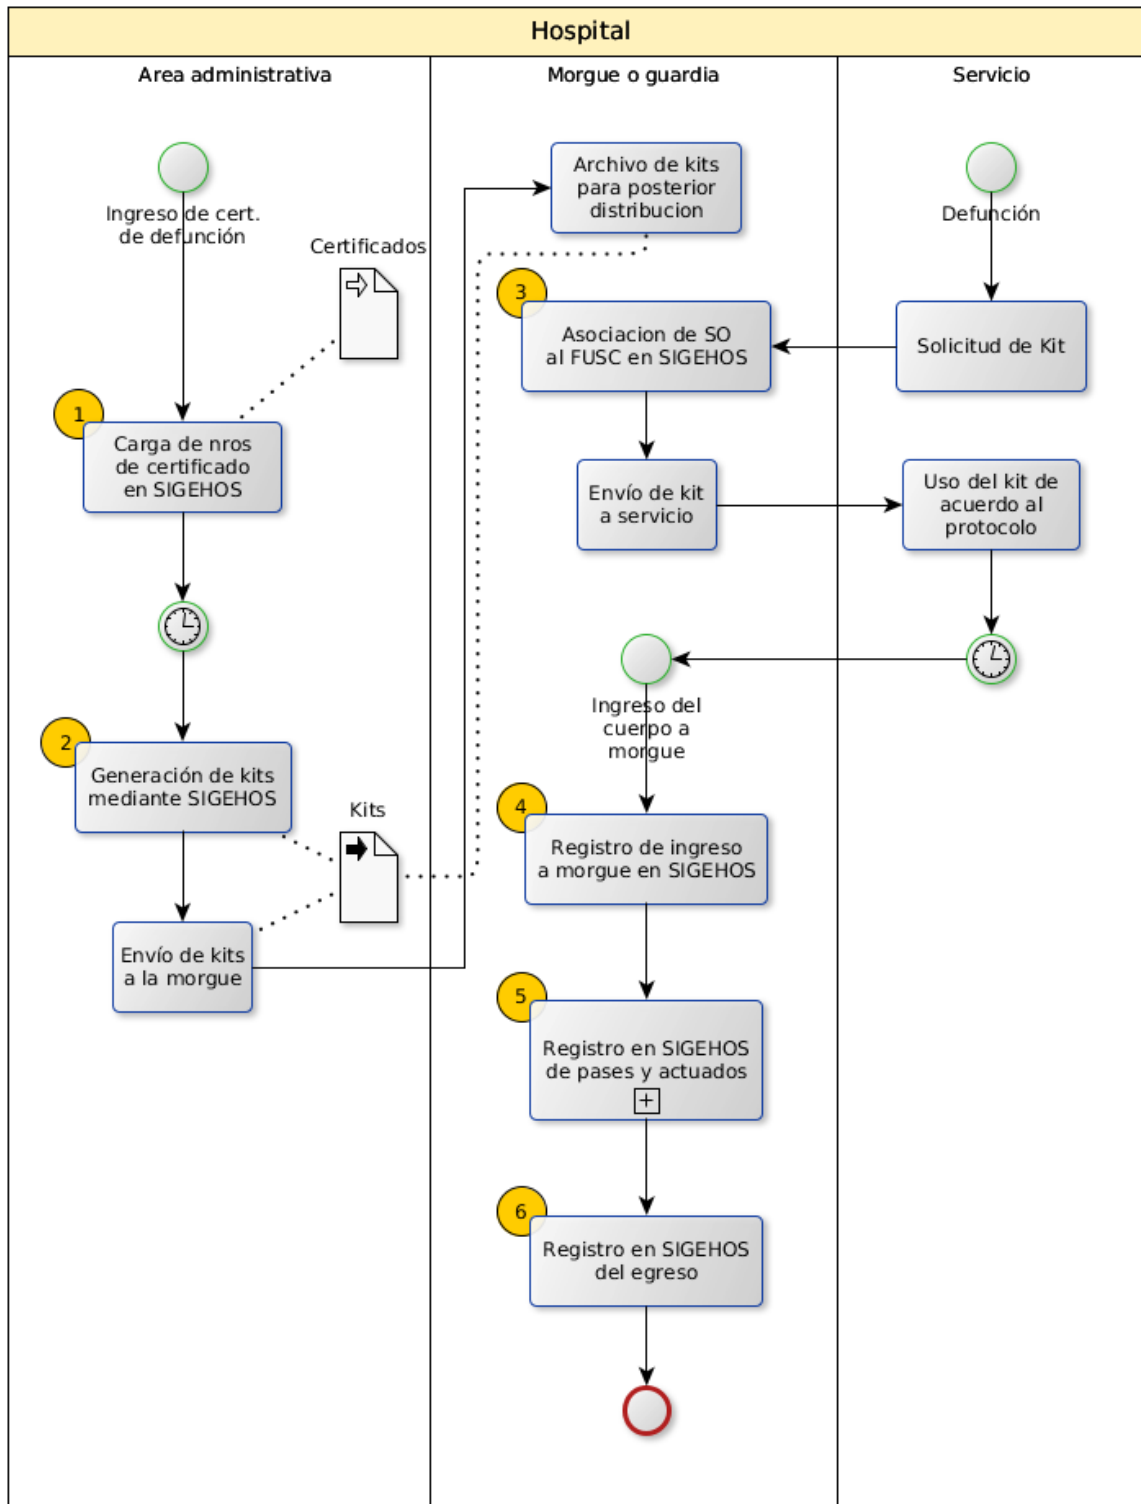 Hospital
Area administrativa
Morgue o guardia
Servicio
Ingreso de cert.
de defunción
Certificados
1
Carga de nros
de certificado
en SIGEHOS
2
Generación de kits
mediante SIGEHOS
Kits
Envío de kits
a la morgue
Archivo de kits
para posterior
distribucion
3
Asociacion de SO
al FUSC en SIGEHOS
Envío de kit
a servicio
Ingreso del
cuerpo a
morgue
4
Registro de ingreso
a morgue en SIGEHOS
5
Registro en SIGEHOS
de pases y actuados
6
Registro en SIGEHOS
del egreso
Defunción
Solicitud de Kit
Uso del kit de
acuerdo al
protocolo